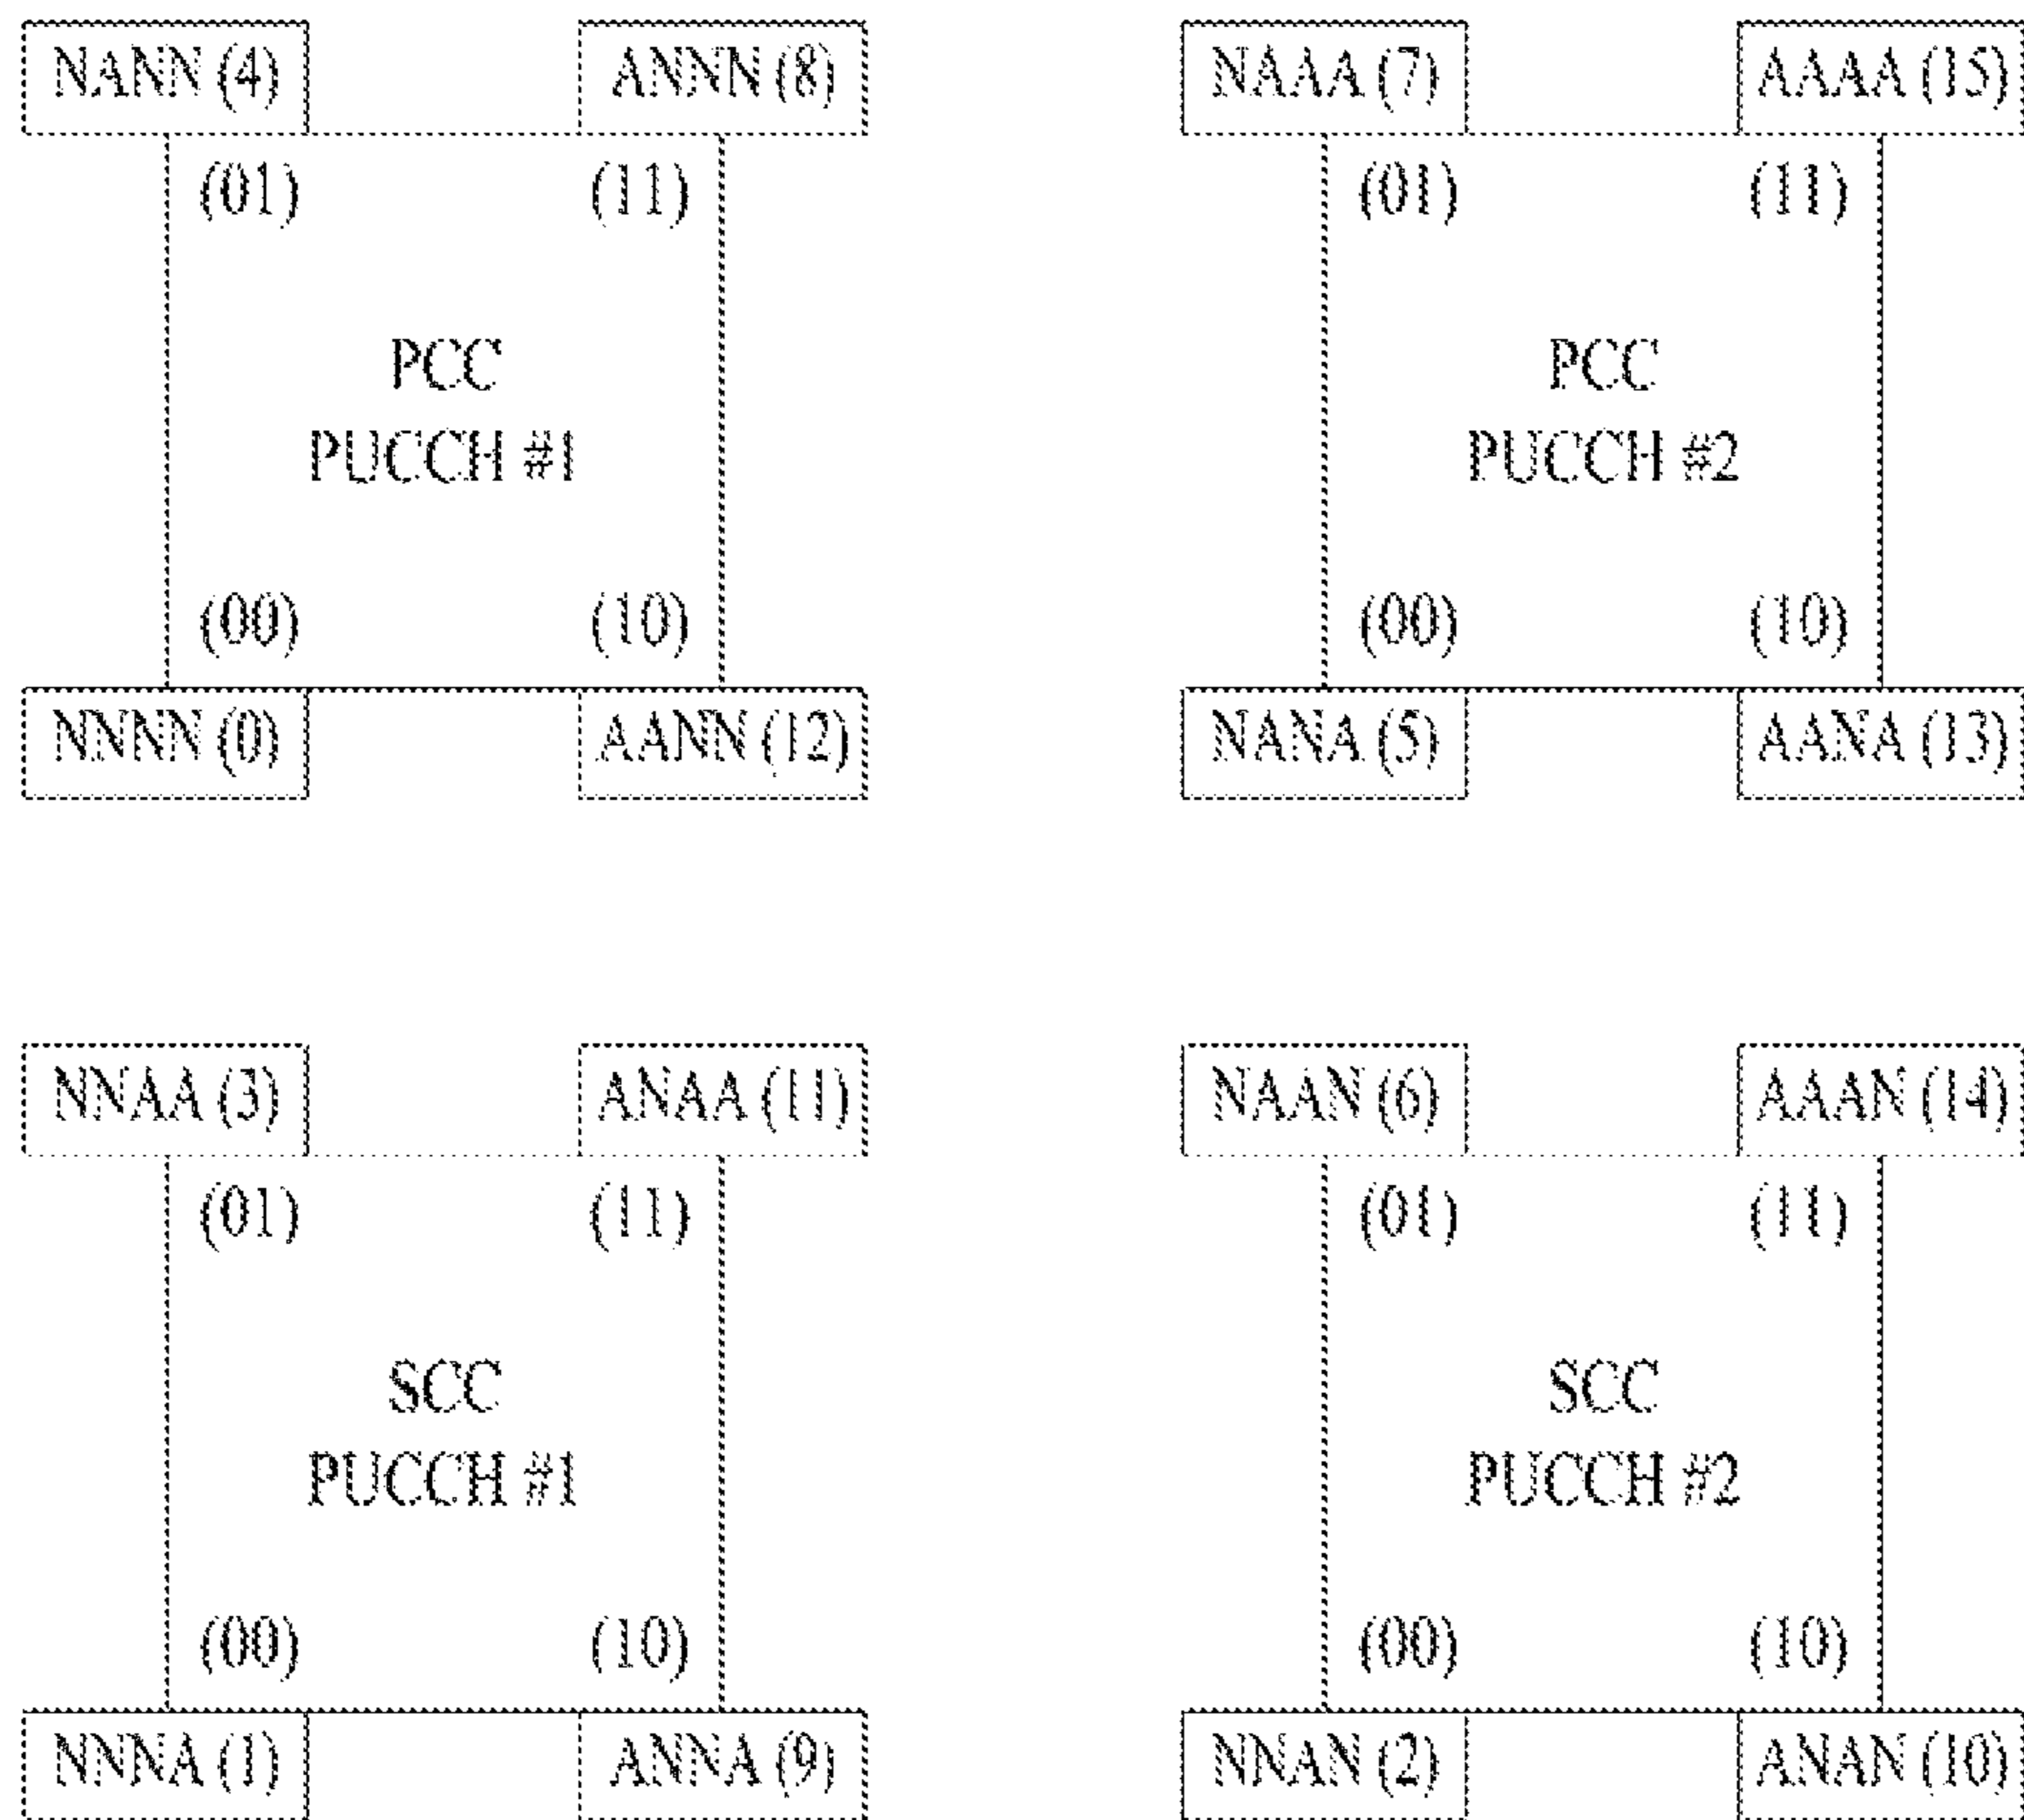 NANN (4) ANNN (8) NAAA (7) AAAA (15)
(01) (11) (01) (11)
PCC PCC
PUCCH #1 PUCCH #2
(00) (10) (00) (10)
NNNN (0) AANN (12) NANA (5) AANA (13)
NNAA (3) ANAA (11) NAAN (6) AAAN (14)
(01) (11) (01) (11)
SCC SCC
PUCCH #1 PUCCH #2
(00) (10) (00) (10)
NNNA (1) ANNA (9) NNAN (2) ANAN (10)